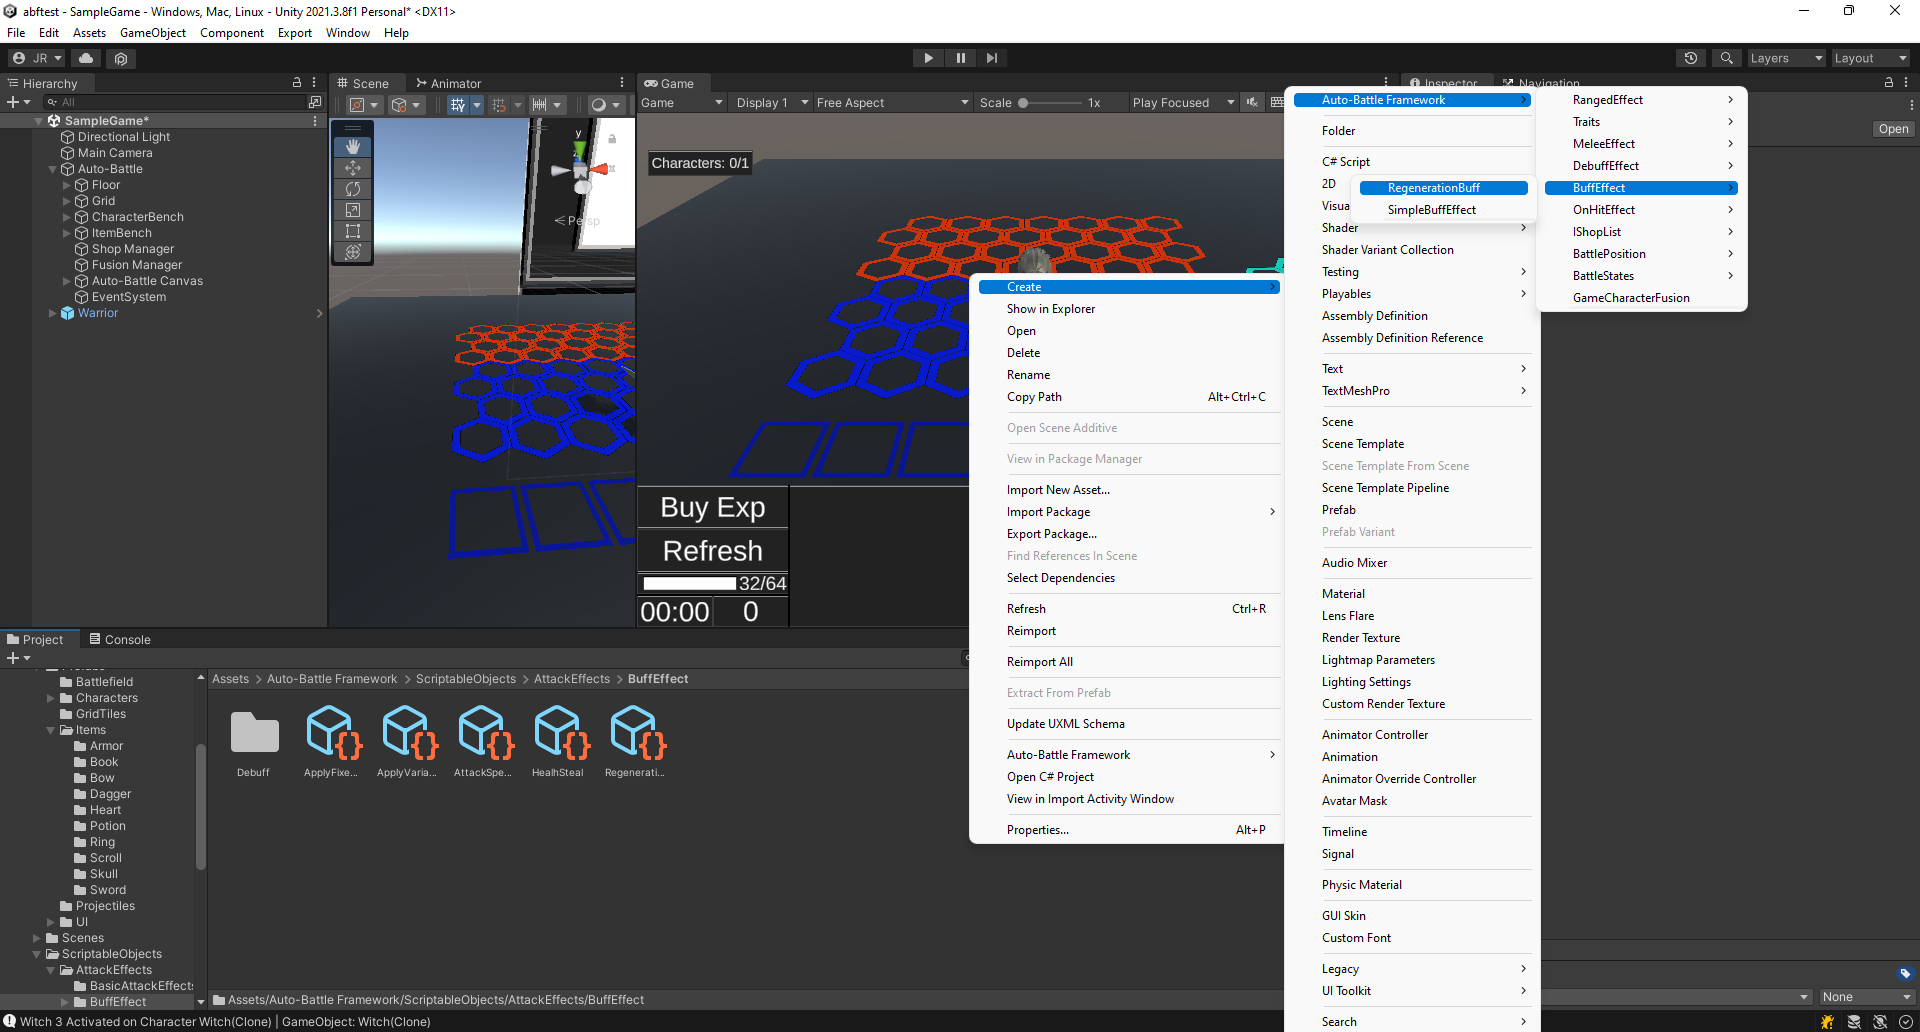 abftest - SampleGame - Windows, Mac, Linux - Unity 2021.3.8f1 Personal* <DX11>
File Edit Assets GameObject Component Export Window Help
JR
Layers
Layout
Hierarchy
All
SampleGame*
Directional Light
Main Camera
Auto-Battle
Floor
Grid
CharacterBench
ItemBench
Shop Manager
Fusion Manager
Auto-Battle Canvas
EventSystem
Warrior
Scene
Animator
y
Persp
Game
Game
Display 1
Free Aspect
Scale
1x
Play Focused
Characters: 0/1
Buy Exp
Refresh
32/64
00:00
0
Inspector
Navigation
Open
Project
Console
Battlefield
Characters
GridTiles
Items
Armor
Book
Bow
Dagger
Heart
Potion
Ring
Scroll
Skull
Sword
Projectiles
UI
Scenes
ScriptableObjects
AttackEffects
BasicAttackEffects
BuffEffect
Assets > Auto-Battle Framework > ScriptableObjects > AttackEffects > BuffEffect
Debuff
ApplyFixe...
ApplyVaria...
AttackSpe...
HealhSteal
Regenerati...
Assets/Auto-Battle Framework/ScriptableObjects/AttackEffects/BuffEffect
None
Witch 3 Activated on Character Witch(Clone) | GameObject: Witch(Clone)
Create
Show in Explorer
Open
Delete
Rename
Copy Path Alt+Ctrl+C
Open Scene Additive
View in Package Manager
Import New Asset...
Import Package
Export Package...
Find References In Scene
Select Dependencies
Refresh Ctrl+R
Reimport
Reimport All
Extract From Prefab
Update UXML Schema
Auto-Battle Framework
Open C# Project
View in Import Activity Window
Properties... Alt+P
Auto-Battle Framework
Folder
C# Script
2D
Visua
Shader
Shader Variant Collection
Testing
Playables
Assembly Definition
Assembly Definition Reference
Text
TextMeshPro
Scene
Scene Template
Scene Template From Scene
Scene Template Pipeline
Prefab
Prefab Variant
Audio Mixer
Material
Lens Flare
Render Texture
Lightmap Parameters
Lighting Settings
Custom Render Texture
Animator Controller
Animation
Animator Override Controller
Avatar Mask
Timeline
Signal
Physic Material
GUI Skin
Custom Font
Legacy
UI Toolkit
Search
RangedEffect
Traits
MeleeEffect
DebuffEffect
BuffEffect
OnHitEffect
IShopList
BattlePosition
BattleStates
GameCharacterFusion
RegenerationBuff
SimpleBuffEffect